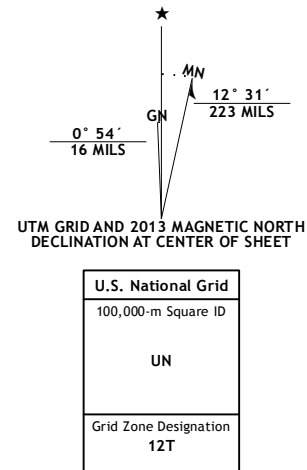 MN
GN
12° 31´
223 MILS
0° 54´
16 MILS
UTM GRID AND 2013 MAGNETIC NORTH
DECLINATION AT CENTER OF SHEET
U.S. National Grid
100,000-m Square ID
UN
Grid Zone Designation
12T